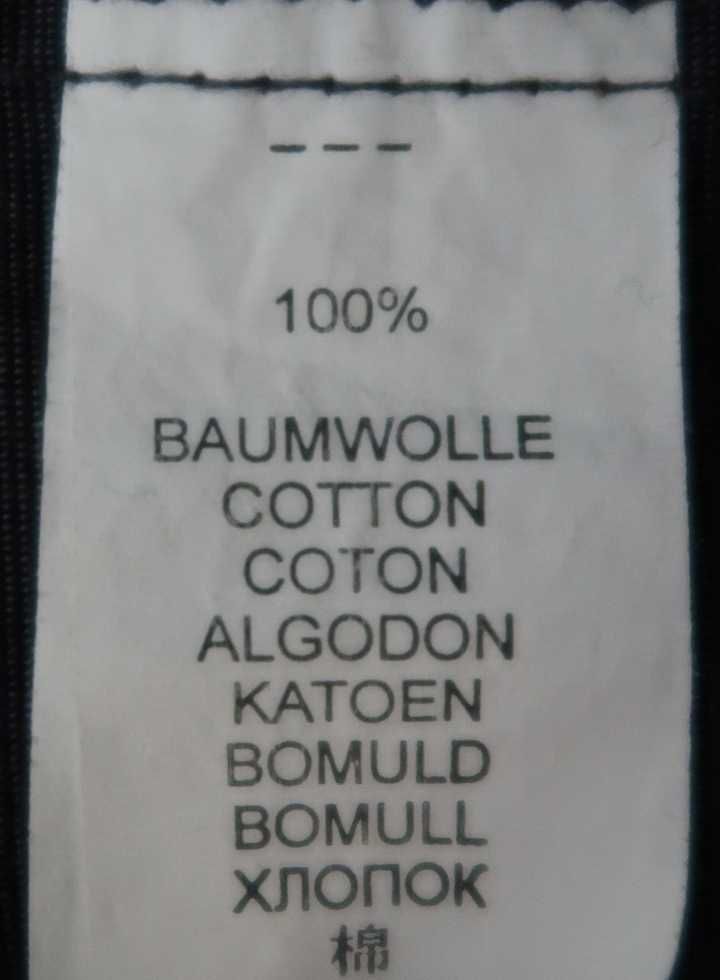 ---
100%
BAUMWOLLE
COTTON
COTON
ALGODON
KATOEN
BOMULD
BOMULL
ХЛОПОК
棉